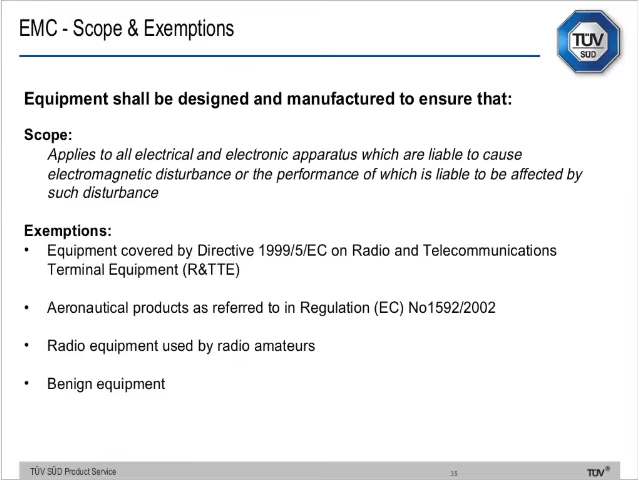 EMC - Scope & Exemptions
TÜV
SÜD
Equipment shall be designed and manufactured to ensure that:
Scope:
Applies to all electrical and electronic apparatus which are liable to cause
electromagnetic disturbance or the performance of which is liable to be affected by
such disturbance
Exemptions:
• Equipment covered by Directive 1999/5/EC on Radio and Telecommunications
Terminal Equipment (R&TTE)
• Aeronautical products as referred to in Regulation (EC) No1592/2002
• Radio equipment used by radio amateurs
• Benign equipment
TÜV SÜD Product Service
35
TÜV®